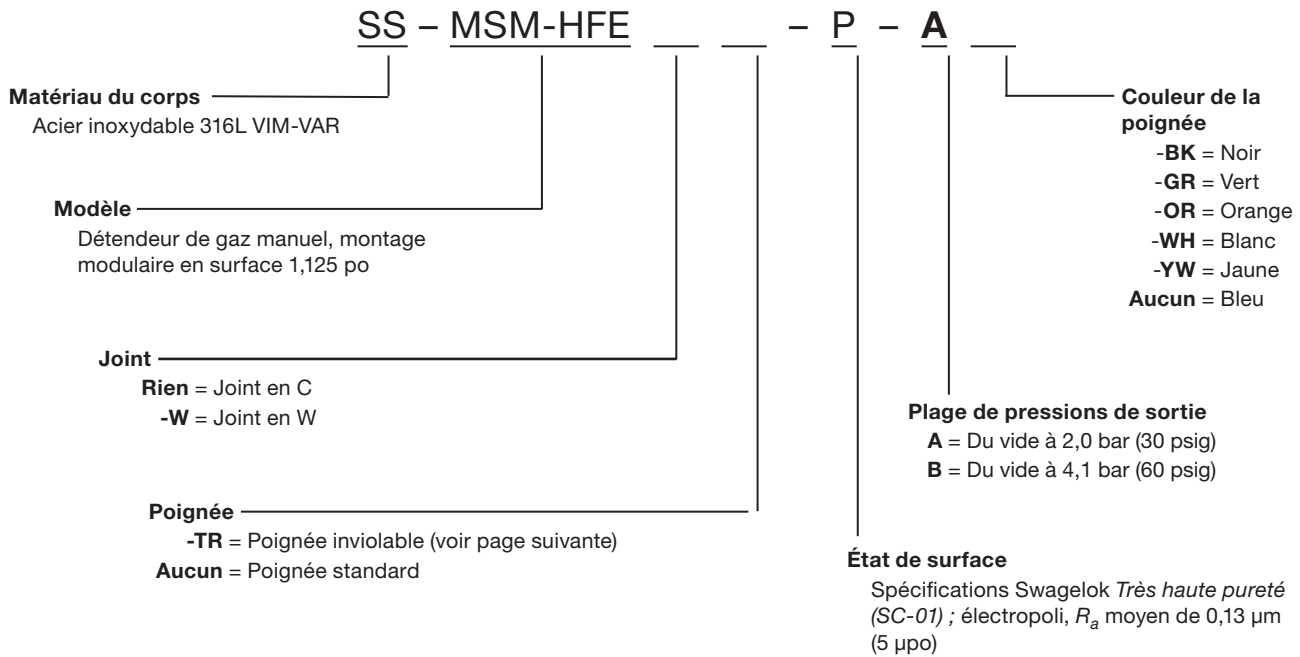 SS – MSM-HFE __ __ – P – A __
Matériau du corps
Acier inoxydable 316L VIM-VAR
Modèle
Détendeur de gaz manuel, montage
modulaire en surface 1,125 po
Joint
Rien = Joint en C
-W = Joint en W
Poignée
-TR = Poignée inviolable (voir page suivante)
Aucun = Poignée standard
Couleur de la
poignée
-BK = Noir
-GR = Vert
-OR = Orange
-WH = Blanc
-YW = Jaune
Aucun = Bleu
Plage de pressions de sortie
A = Du vide à 2,0 bar (30 psig)
B = Du vide à 4,1 bar (60 psig)
État de surface
Spécifications Swagelok Très haute pureté
(SC-01) ; électropoli, Ra moyen de 0,13 μm
(5 μpo)